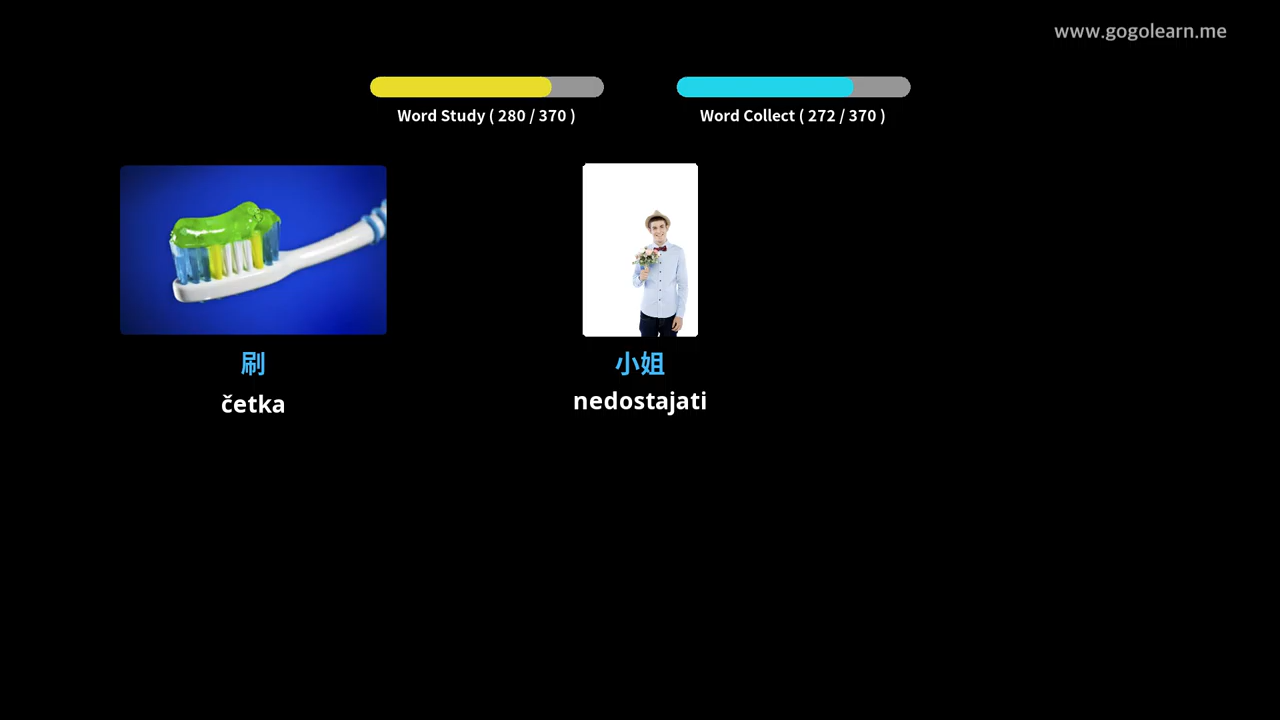 www.gogolearn.me
Word Study ( 280 / 370 )
Word Collect ( 272 / 370 )
刷
četka
小姐
nedostajati